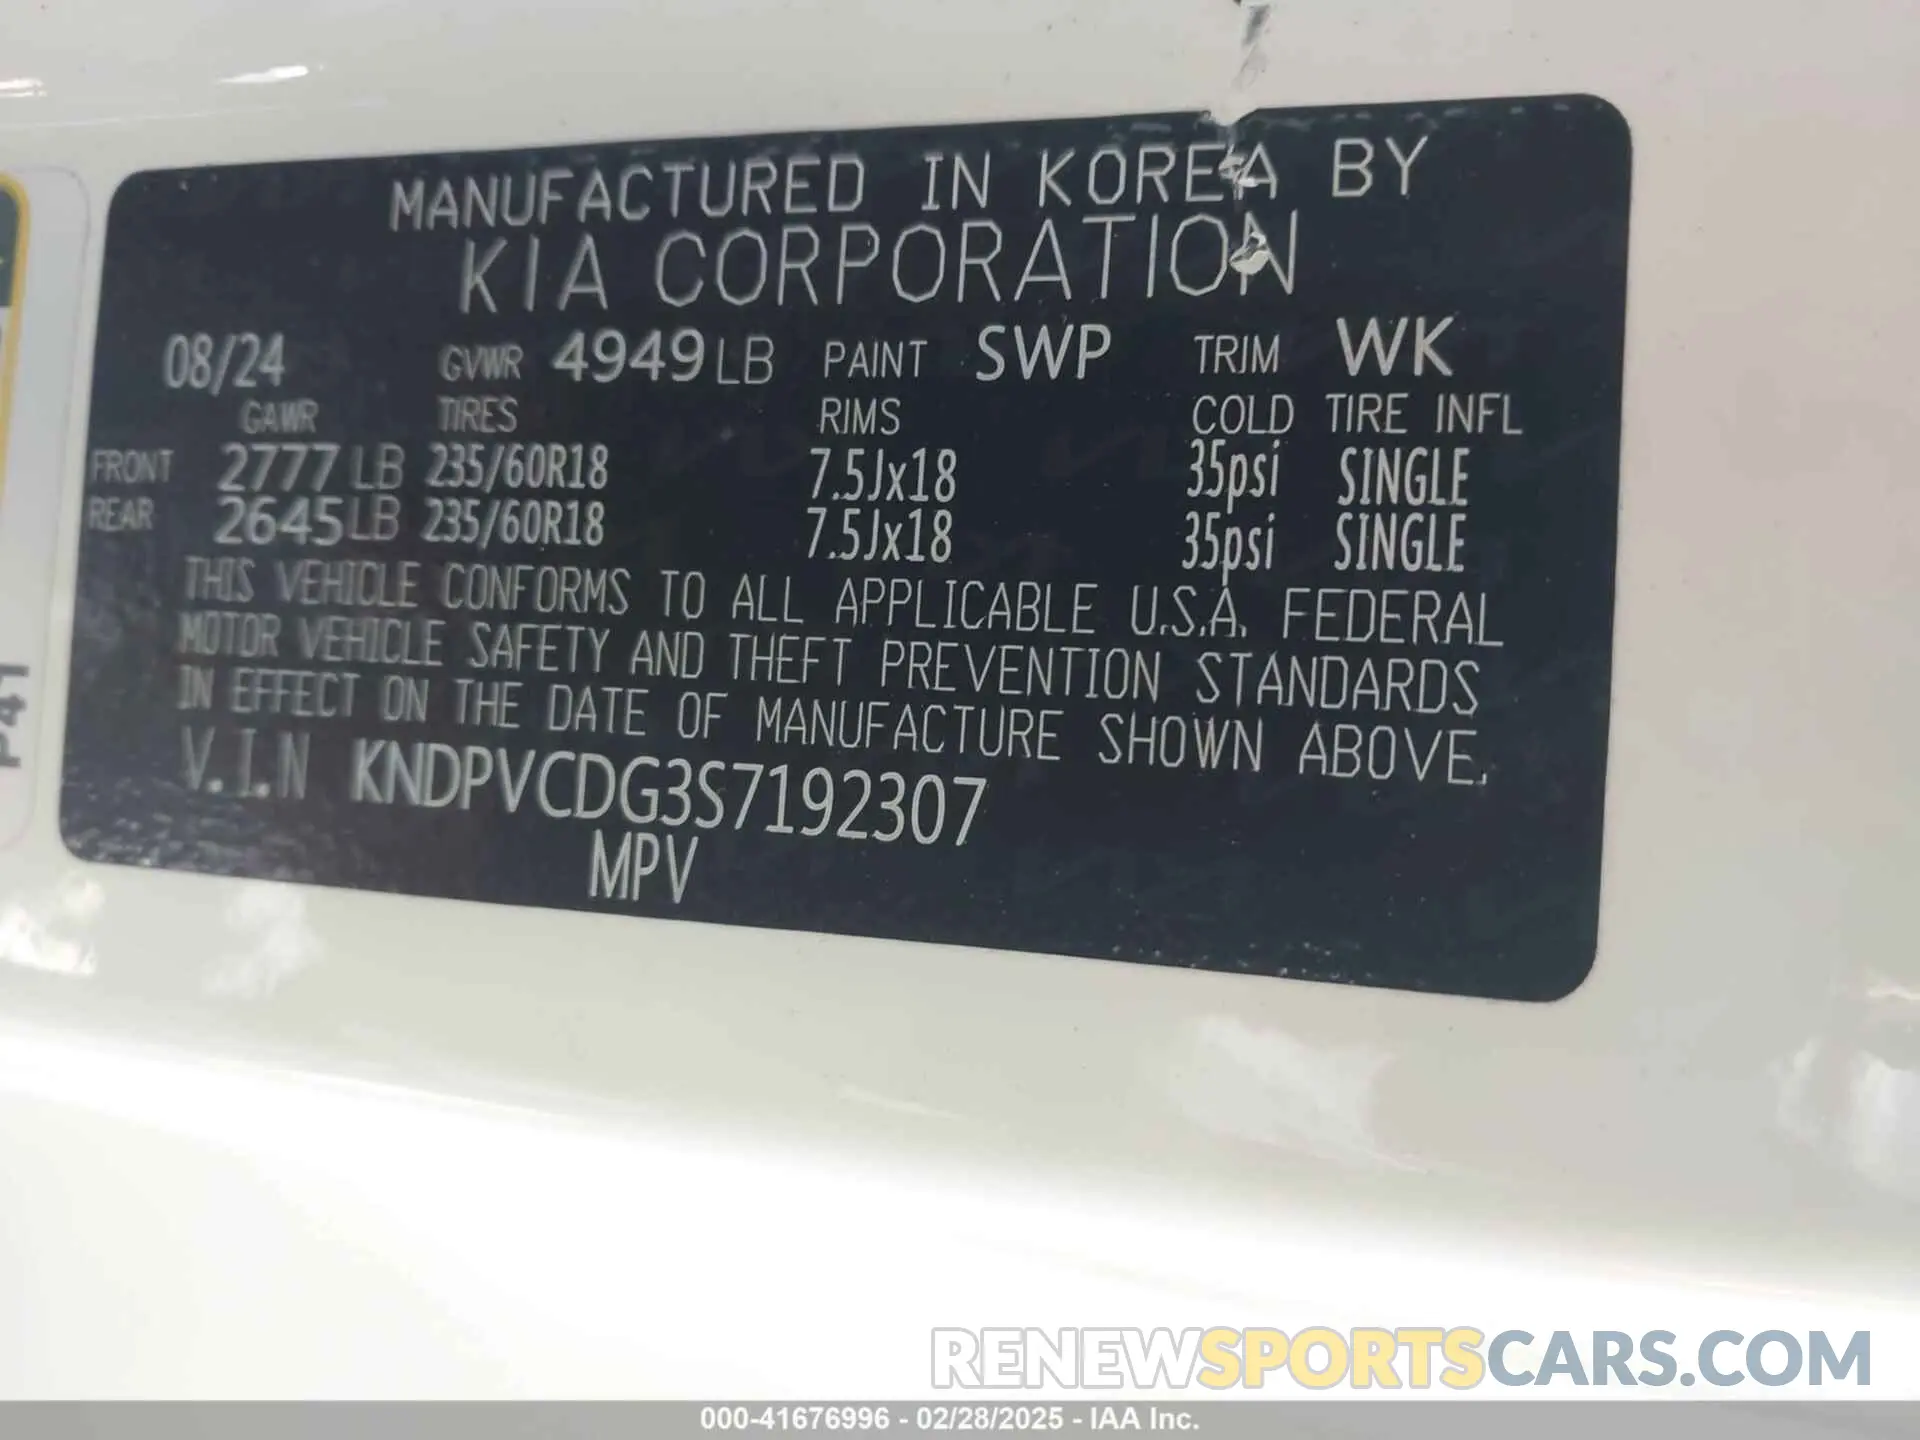 MANUFACTURED IN KOREA BY
KIA CORPORATION
08/24 GVWR 4949LB PAINT SWP TRIM WK
GAWR TIRES RIMS COLD TIRE INFL
FRONT 2777LB 235/60R18 7.5Jx18 35psi SINGLE
REAR 2645LB 235/60R18 7.5Jx18 35psi SINGLE
THIS VEHICLE CONFORMS TO ALL APPLICABLE U.S.A. FEDERAL
MOTOR VEHICLE SAFETY AND THEFT PREVENTION STANDARDS
IN EFFECT ON THE DATE OF MANUFACTURE SHOWN ABOVE.
V.I.N KNDPVCDG3S7192307
MPV
P41
RENEWSPORTSCARS.COM
000-41676996 - 02/28/2025 - IAA Inc.